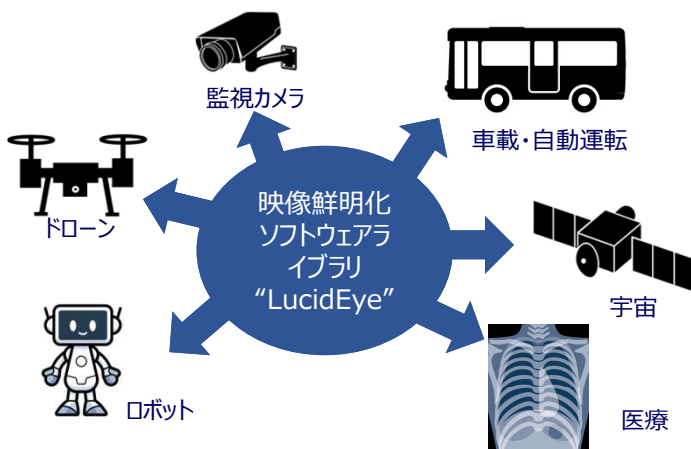 監視カメラ
車載・自動運転
ドローン
映像鮮明化
ソフトウェアラ
イブラリ
“LucidEye”
宇宙
ロボット
医療